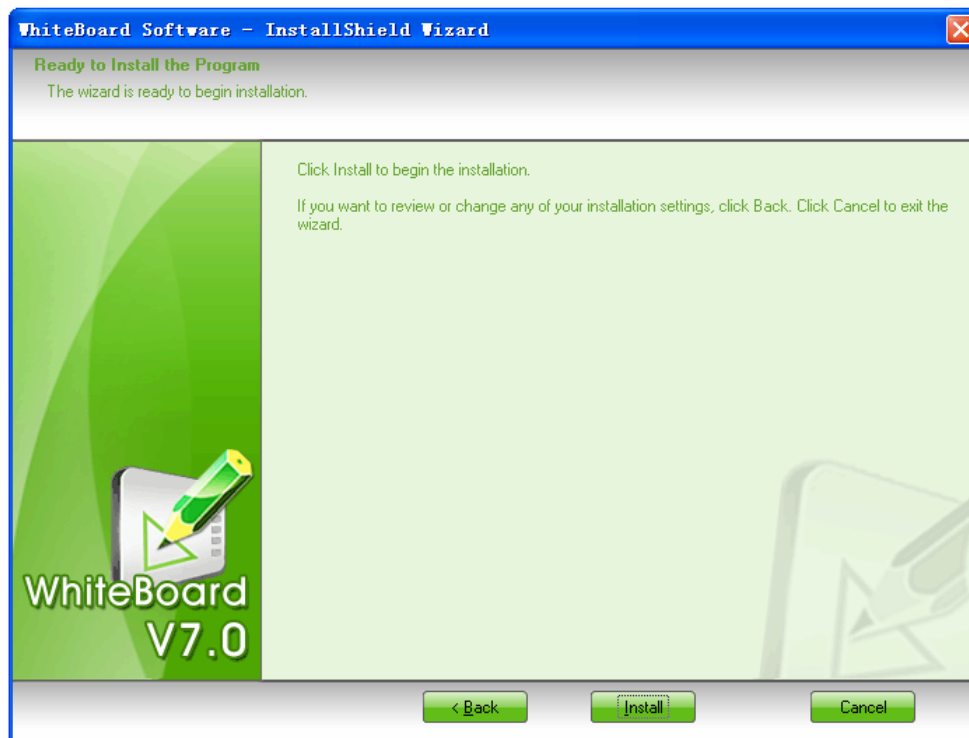 WhiteBoard Software - InstallShield Wizard
Ready to Install the Program
The wizard is ready to begin installation.
Click Install to begin the installation.
If you want to review or change any of your installation settings, click Back. Click Cancel to exit the
wizard.
WhiteBoard
V7.0
< Back
Install
Cancel